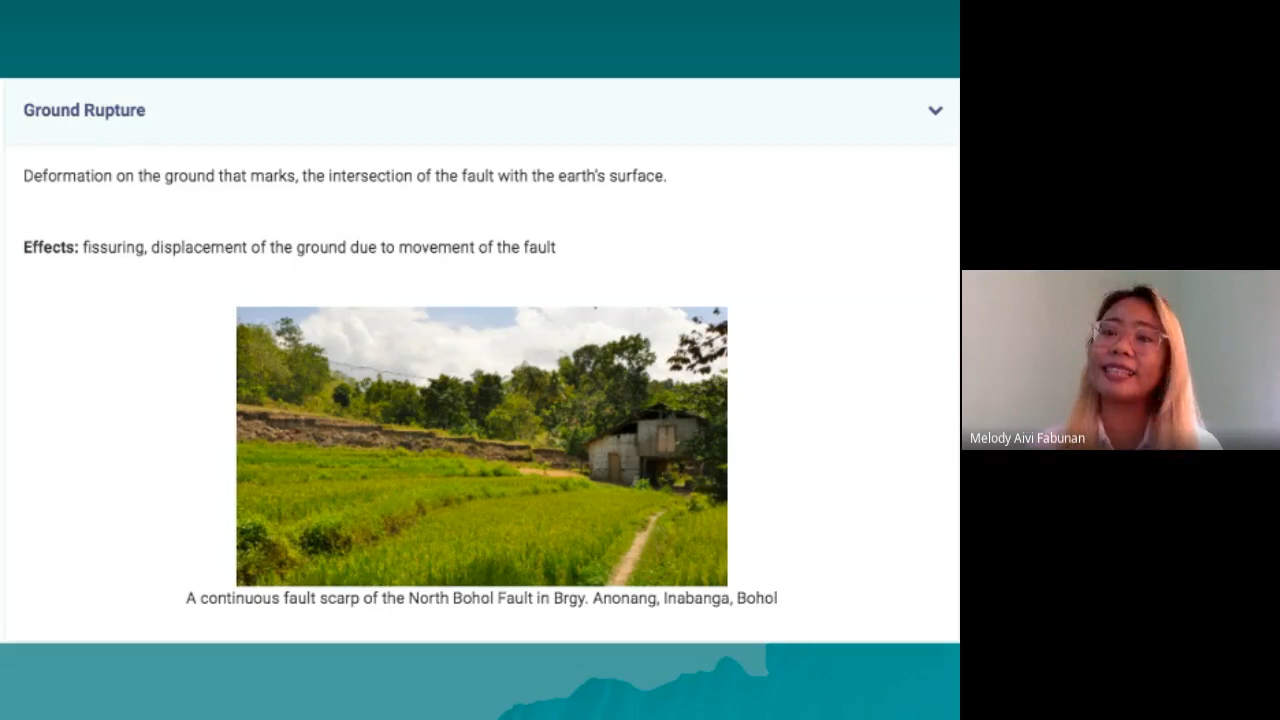 Ground Rupture
Deformation on the ground that marks, the intersection of the fault with the earth's surface.
Effects: fissuring, displacement of the ground due to movement of the fault
A continuous fault scarp of the North Bohol Fault in Brgy. Anonang, Inabanga, Bohol
Melody Aivi Fabunan